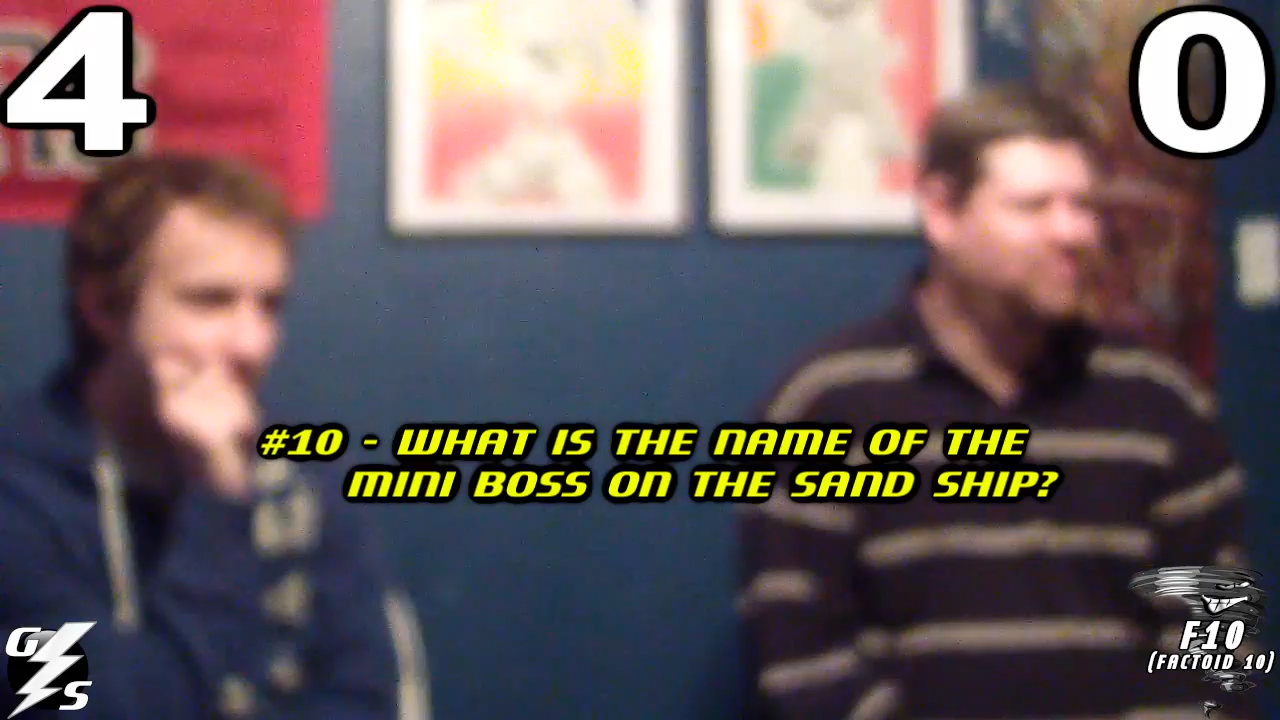 4
0
#10 - WHAT IS THE NAME OF THE
MINI BOSS ON THE SAND SHIP?
G
S
F10
(FACTOID 10)